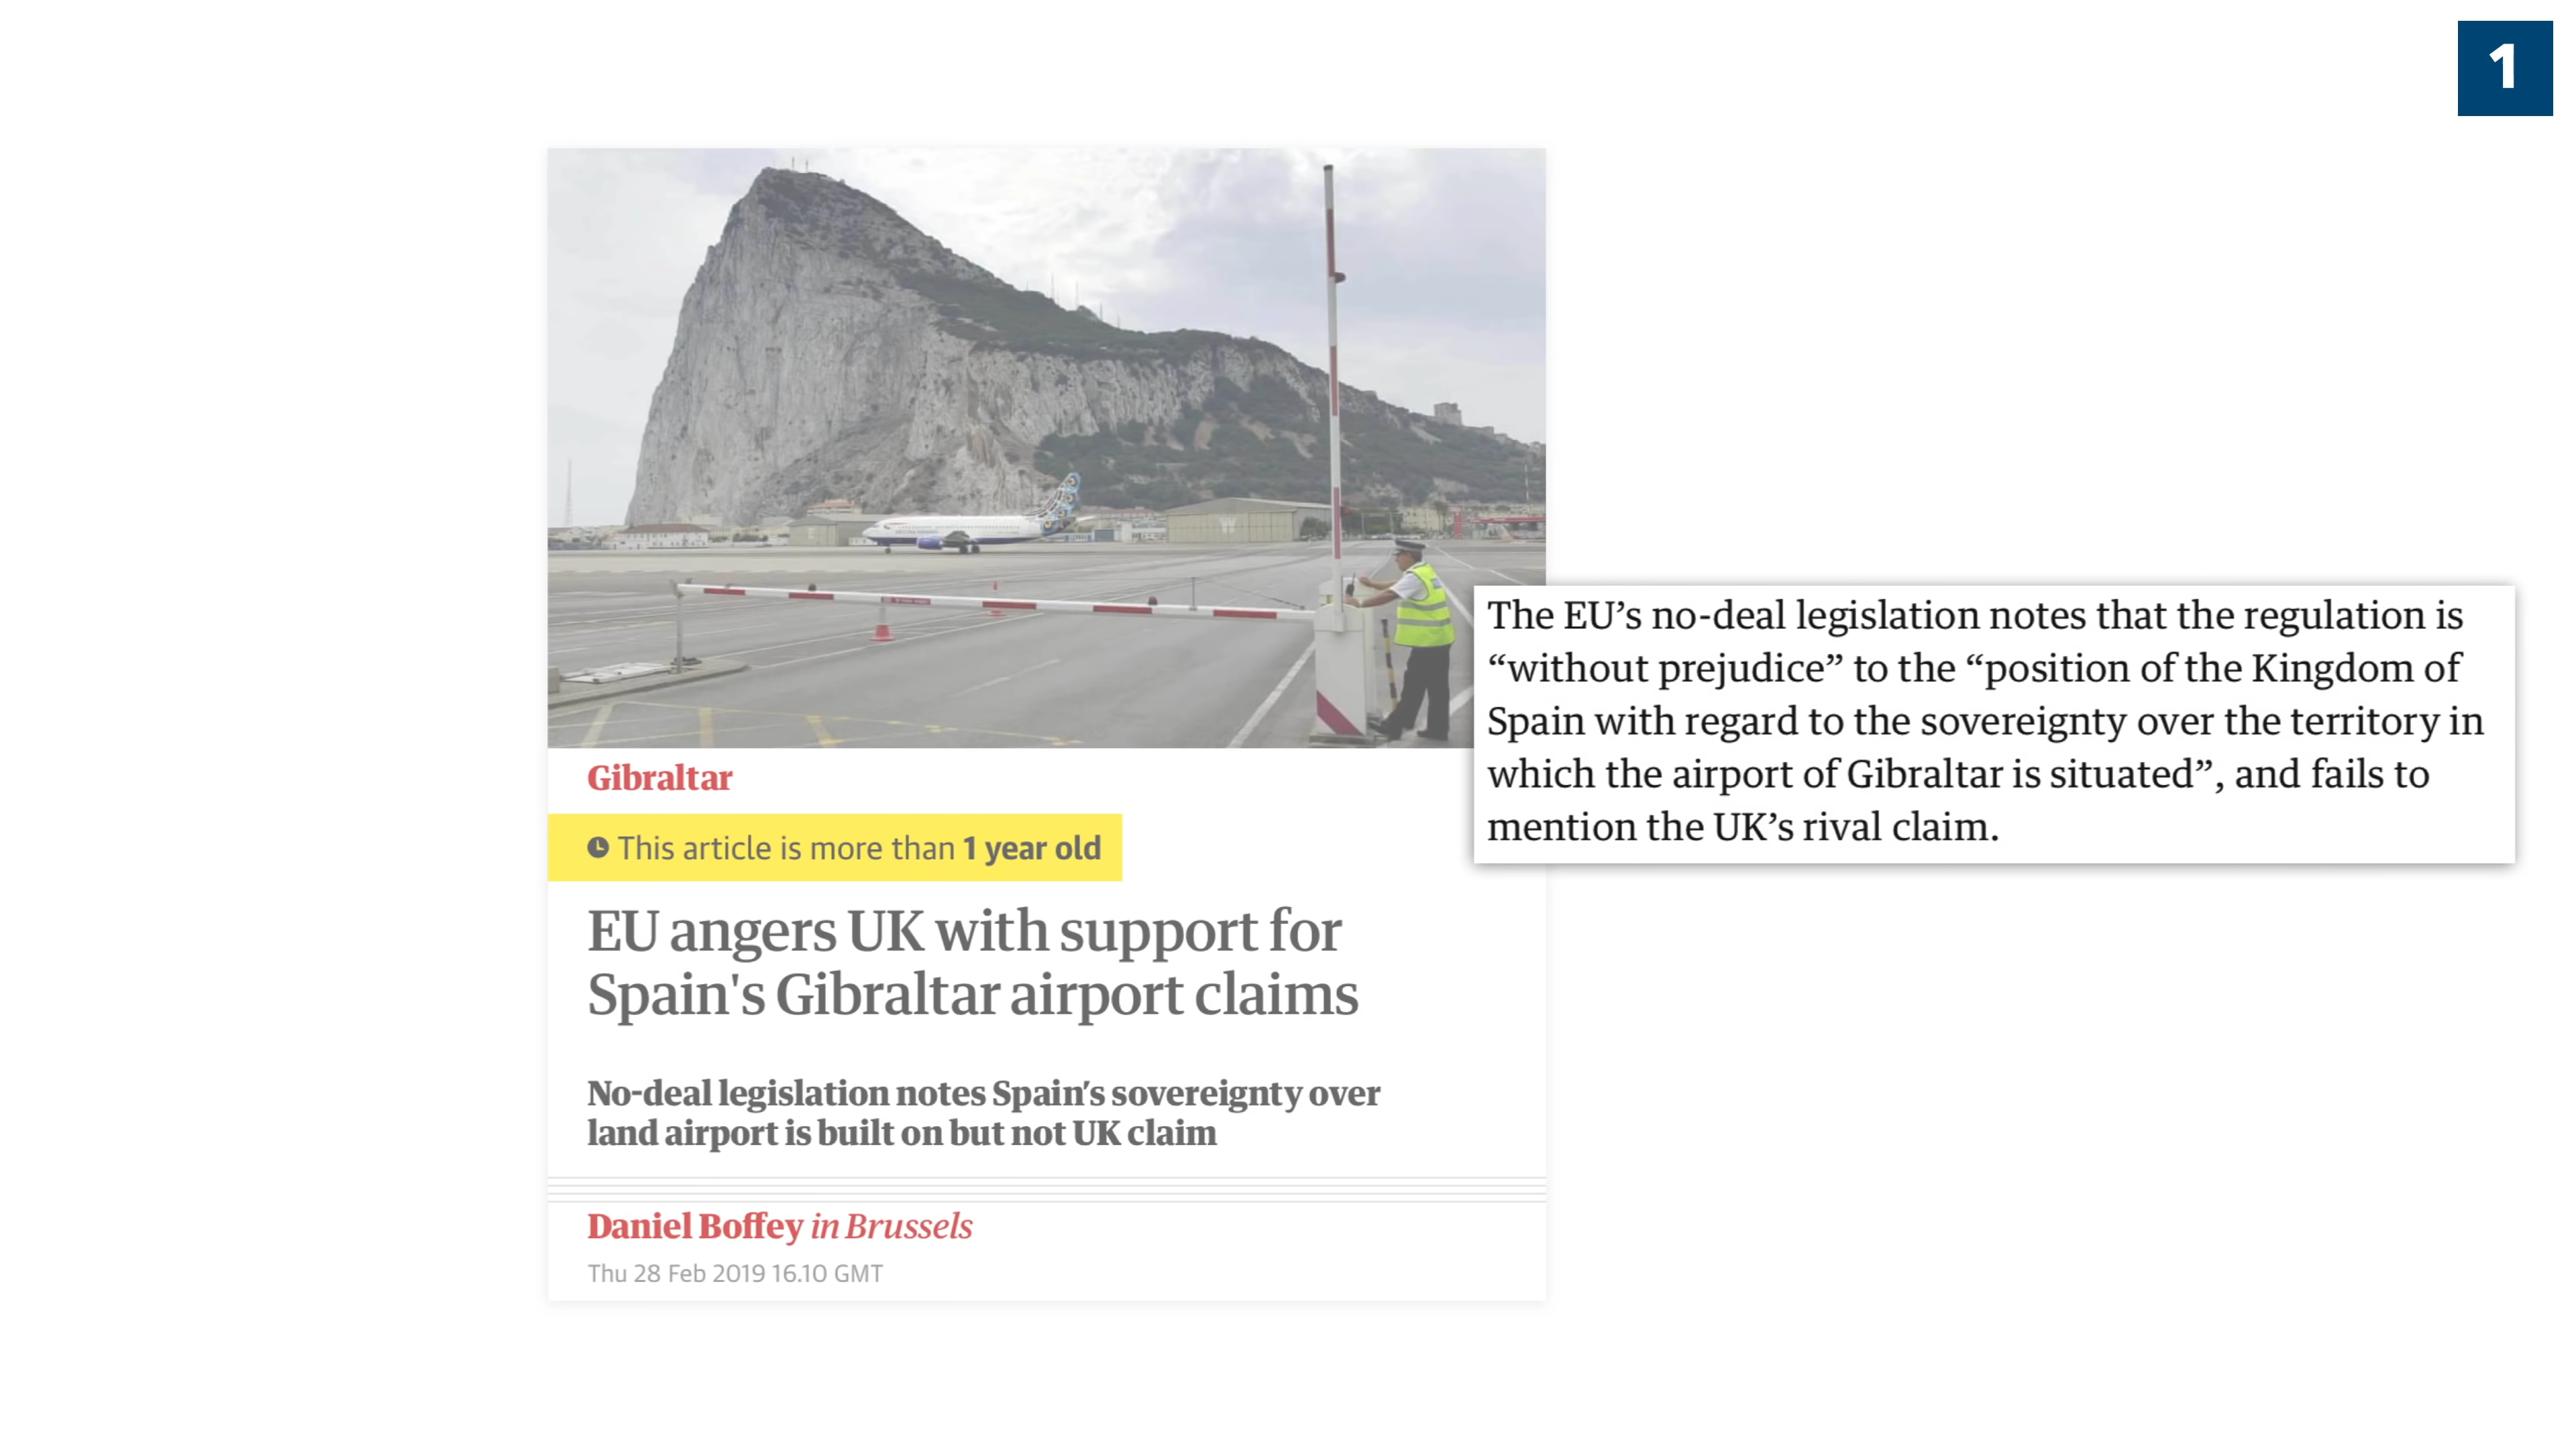 1
Gibraltar
This article is more than 1 year old
EU angers UK with support for
Spain's Gibraltar airport claims
No-deal legislation notes Spain’s sovereignty over
land airport is built on but not UK claim
Daniel Boffey in Brussels
Thu 28 Feb 2019 16.10 GMT
The EU’s no-deal legislation notes that the regulation is
“without prejudice” to the “position of the Kingdom of
Spain with regard to the sovereignty over the territory in
which the airport of Gibraltar is situated”, and fails to
mention the UK’s rival claim.